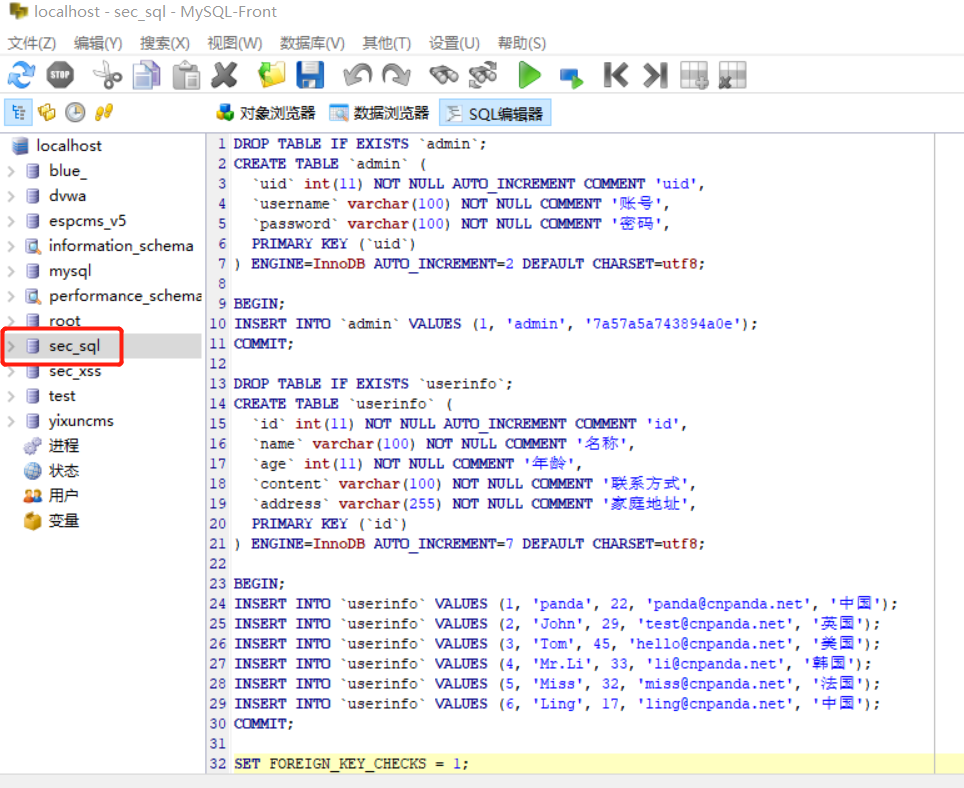 localhost - sec_sql - MySQL-Front
文件(Z) 编辑(Y) 搜索(X) 视图(W) 数据库(V) 其他(T) 设置(U) 帮助(S)
STOP
对象浏览器 数据浏览器 SQL编辑器
localhost
blue_
dvwa
espcms_v5
information_schema
mysql
performance_schema
root
sec_sql
sec_xss
test
yixuncms
进程
状态
用户
变量
1 DROP TABLE IF EXISTS `admin`;
2 CREATE TABLE `admin` (
3 `uid` int(11) NOT NULL AUTO_INCREMENT COMMENT 'uid',
4 `username` varchar(100) NOT NULL COMMENT '账号',
5 `password` varchar(100) NOT NULL COMMENT '密码',
6 PRIMARY KEY (`uid`)
7 ) ENGINE=InnoDB AUTO_INCREMENT=2 DEFAULT CHARSET=utf8;
8
9 BEGIN;
10 INSERT INTO `admin` VALUES (1, 'admin', '7a57a5a743894a0e');
11 COMMIT;
12
13 DROP TABLE IF EXISTS `userinfo`;
14 CREATE TABLE `userinfo` (
15 `id` int(11) NOT NULL AUTO_INCREMENT COMMENT 'id',
16 `name` varchar(100) NOT NULL COMMENT '名称',
17 `age` int(11) NOT NULL COMMENT '年龄',
18 `content` varchar(100) NOT NULL COMMENT '联系方式',
19 `address` varchar(255) NOT NULL COMMENT '家庭地址',
20 PRIMARY KEY (`id`)
21 ) ENGINE=InnoDB AUTO_INCREMENT=7 DEFAULT CHARSET=utf8;
22
23 BEGIN;
24 INSERT INTO `userinfo` VALUES (1, 'panda', 22, 'panda@cnpanda.net', '中国');
25 INSERT INTO `userinfo` VALUES (2, 'John', 29, 'test@cnpanda.net', '英国');
26 INSERT INTO `userinfo` VALUES (3, 'Tom', 45, 'hello@cnpanda.net', '美国');
27 INSERT INTO `userinfo` VALUES (4, 'Mr.Li', 33, 'li@cnpanda.net', '韩国');
28 INSERT INTO `userinfo` VALUES (5, 'Miss', 32, 'miss@cnpanda.net', '法国');
29 INSERT INTO `userinfo` VALUES (6, 'Ling', 17, 'ling@cnpanda.net', '中国');
30 COMMIT;
31
32 SET FOREIGN_KEY_CHECKS = 1;